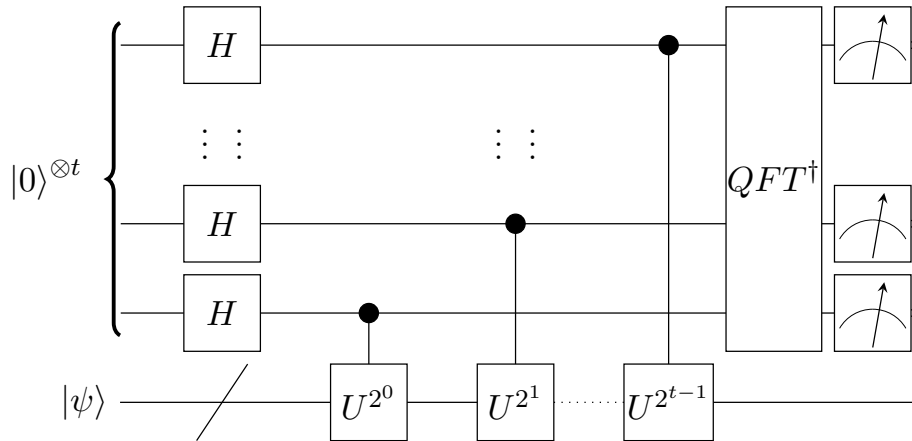 H
⋮ ⋮ ⋮ ⋮
|0⟩^{⊗t} QFT^†
H
H
|ψ⟩ U^{2^0} U^{2^1} U^{2^{t-1}}